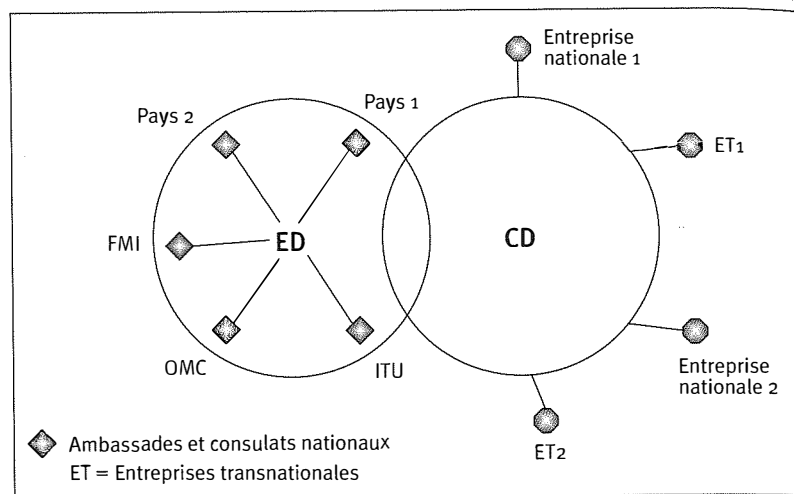 Entreprise
nationale 1
Pays 2
Pays 1
ET1
FMI
ED
CD
OMC
ITU
Entreprise
nationale 2
ET2
Ambassades et consulats nationaux
ET = Entreprises transnationales